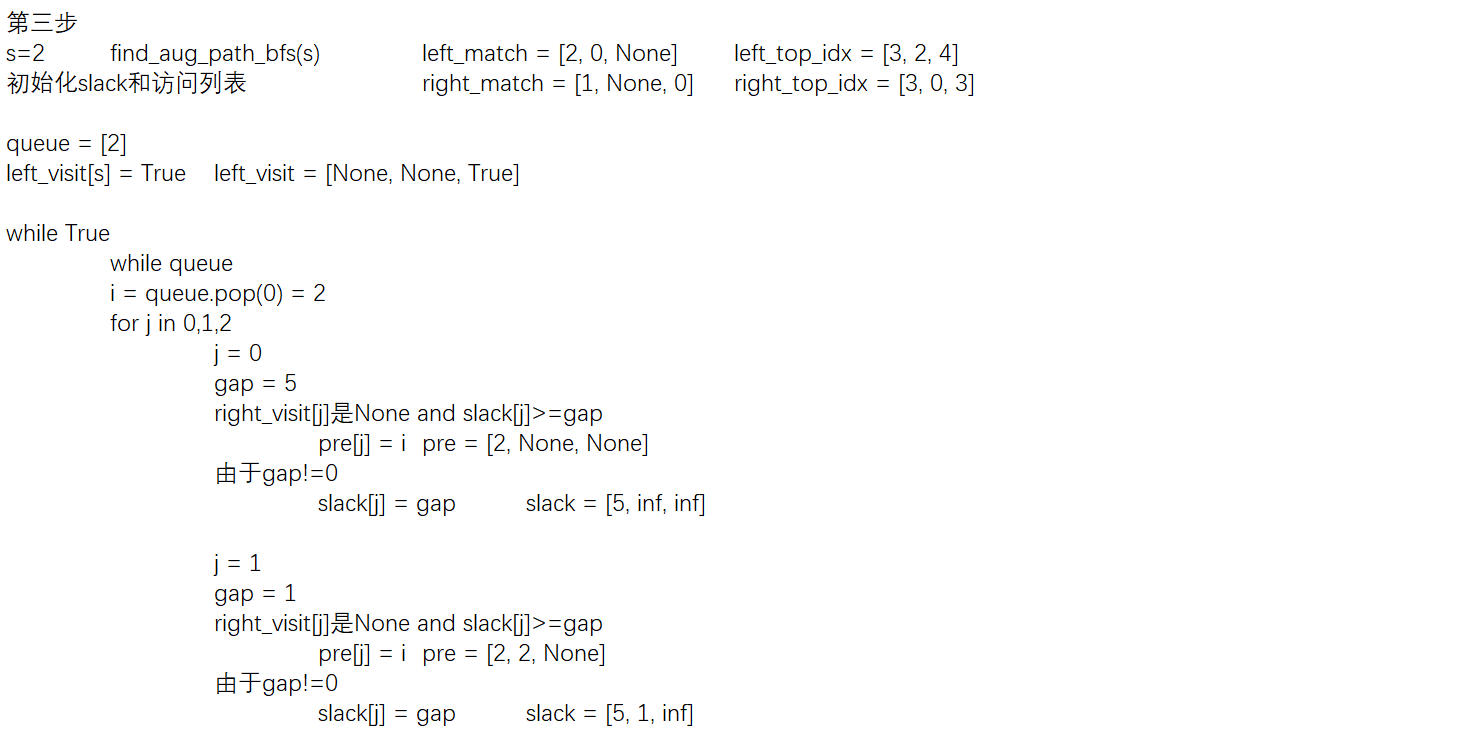 第三步
s=2 find_aug_path_bfs(s) left_match = [2, 0, None] left_top_idx = [3, 2, 4]
初始化slack和访问列表 right_match = [1, None, 0] right_top_idx = [3, 0, 3]
queue = [2]
left_visit[s] = True left_visit = [None, None, True]
while True
while queue
i = queue.pop(0) = 2
for j in 0,1,2
j = 0
gap = 5
right_visit[j]是None and slack[j]>=gap
pre[j] = i pre = [2, None, None]
由于gap!=0
slack[j] = gap slack = [5, inf, inf]
j = 1
gap = 1
right_visit[j]是None and slack[j]>=gap
pre[j] = i pre = [2, 2, None]
由于gap!=0
slack[j] = gap slack = [5, 1, inf]